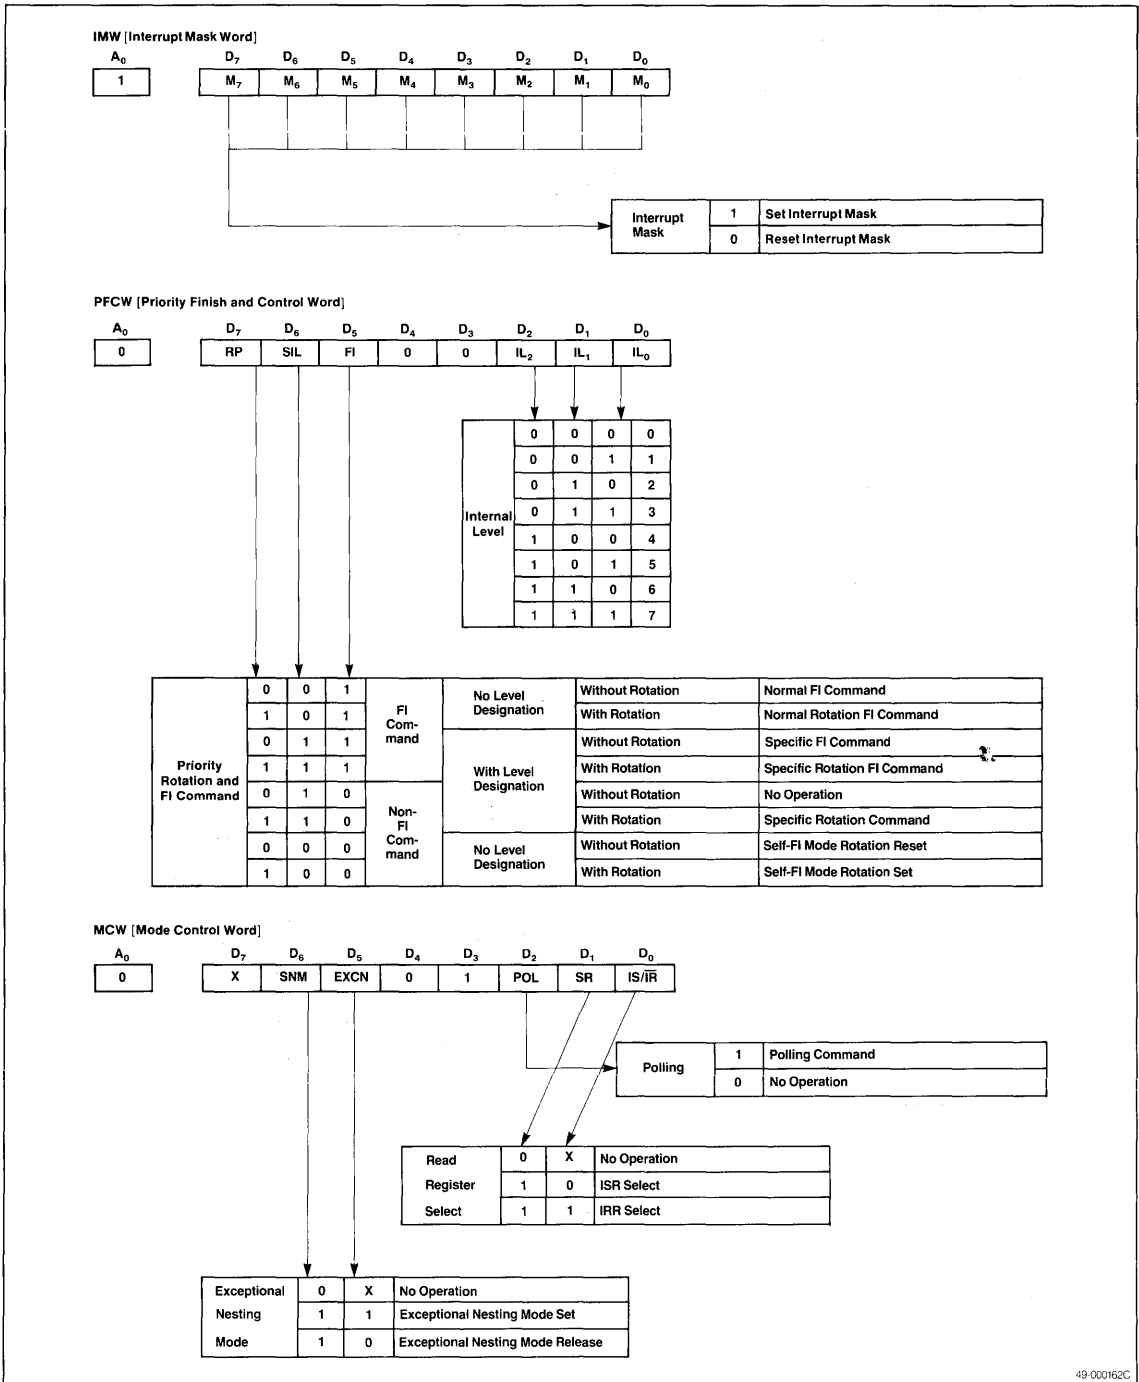 IMW [Interrupt Mask Word]
A0 D7 D6 D5 D4 D3 D2 D1 D0
1 M7 M6 M5 M4 M3 M2 M1 M0
Interrupt Mask
1 Set Interrupt Mask
0 Reset Interrupt Mask
PFCW [Priority Finish and Control Word]
A0 D7 D6 D5 D4 D3 D2 D1 D0
0 RP SIL FI 0 0 IL2 IL1 IL0
Internal Level
0 0 0 0
0 0 1 1
0 1 0 2
0 1 1 3
1 0 0 4
1 0 1 5
1 1 0 6
1 1 1 7
Priority Rotation and FI Command
0 0 1 FI Com- mand No Level Designation Without Rotation Normal FI Command
1 0 1 With Rotation Normal Rotation FI Command
0 1 1 With Level Designation Without Rotation Specific FI Command
1 1 1 With Rotation Specific Rotation FI Command
0 1 0 Non- FI Com- mand Without Rotation No Operation
1 1 0 With Rotation Specific Rotation Command
0 0 0 No Level Designation Without Rotation Self-FI Mode Rotation Reset
1 0 0 With Rotation Self-FI Mode Rotation Set
MCW [Mode Control Word]
A0 D7 D6 D5 D4 D3 D2 D1 D0
0 X SNM EXCN 0 1 POL SR IS/IR
Polling
1 Polling Command
0 No Operation
Read 0 X No Operation
Register 1 0 ISR Select
Select 1 1 IRR Select
Exceptional 0 X No Operation
Nesting 1 1 Exceptional Nesting Mode Set
Mode 1 0 Exceptional Nesting Mode Release
49-000162C